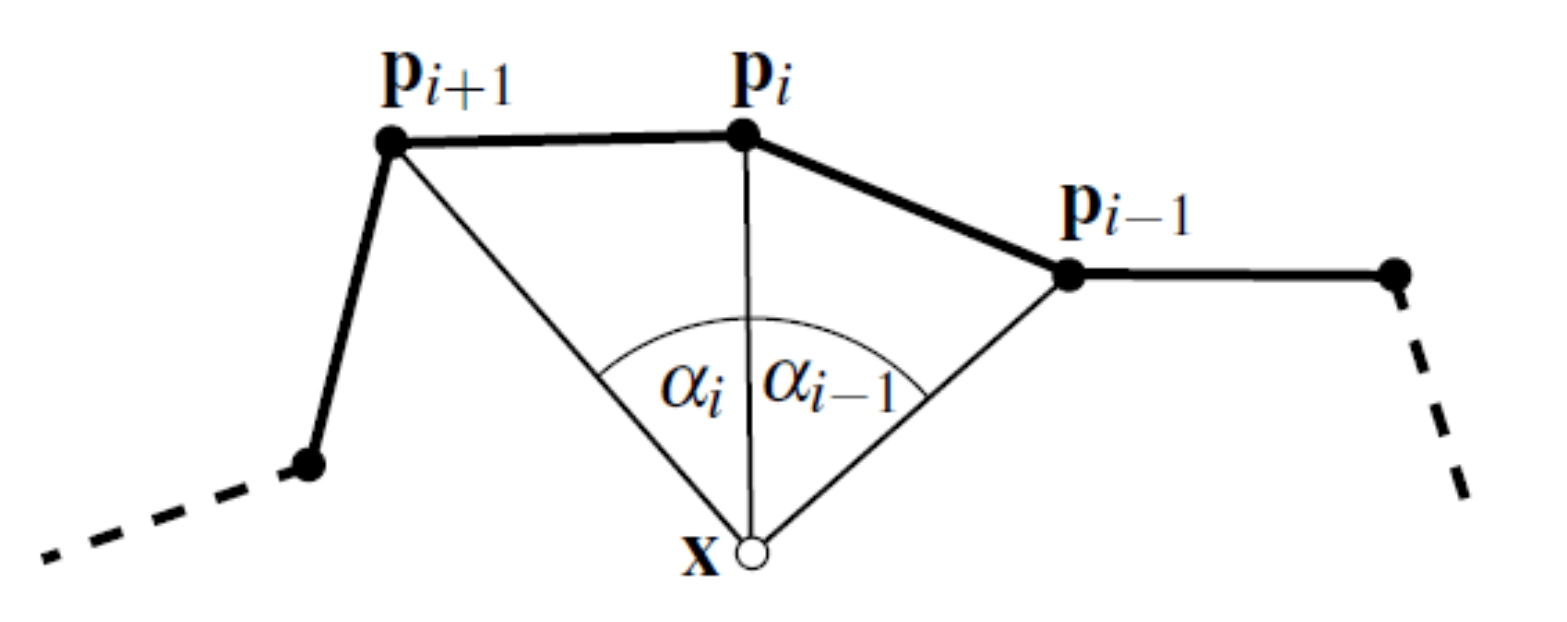 p_{i+1}
p_i
p_{i−1}
α_i
α_{i−1}
x